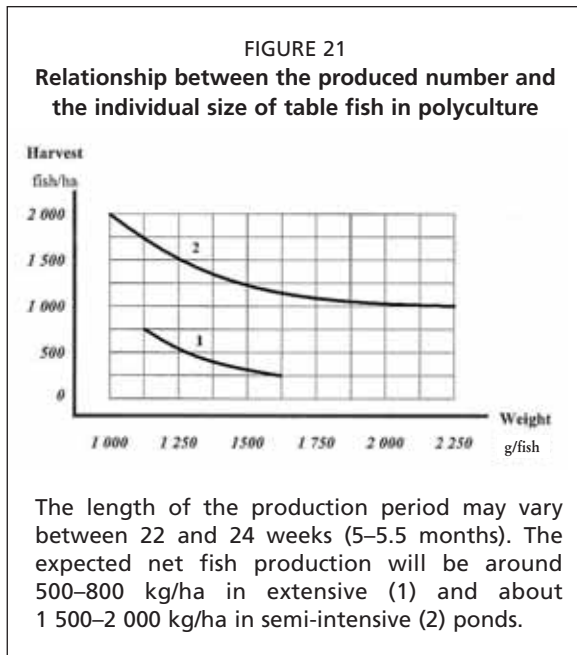 FIGURE 21
Relationship between the produced number and
the individual size of table fish in polyculture
Harvest
fish/ha
2 000
1 500
1 000
500
0
2
1
Weight
1 000 1 250 1500 1 750 2 000 2 250 g/fish
The length of the production period may vary
between 22 and 24 weeks (5–5.5 months). The
expected net fish production will be around
500–800 kg/ha in extensive (1) and about
1 500–2 000 kg/ha in semi-intensive (2) ponds.